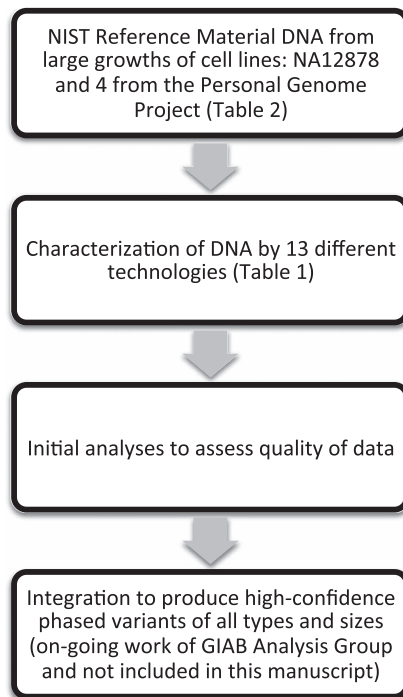 NIST Reference Material DNA from
large growths of cell lines: NA12878
and 4 from the Personal Genome
Project (Table 2)
Characterization of DNA by 13 different
technologies (Table 1)
Initial analyses to assess quality of data
Integration to produce high-confidence
phased variants of all types and sizes
(on-going work of GIAB Analysis Group
and not included in this manuscript)